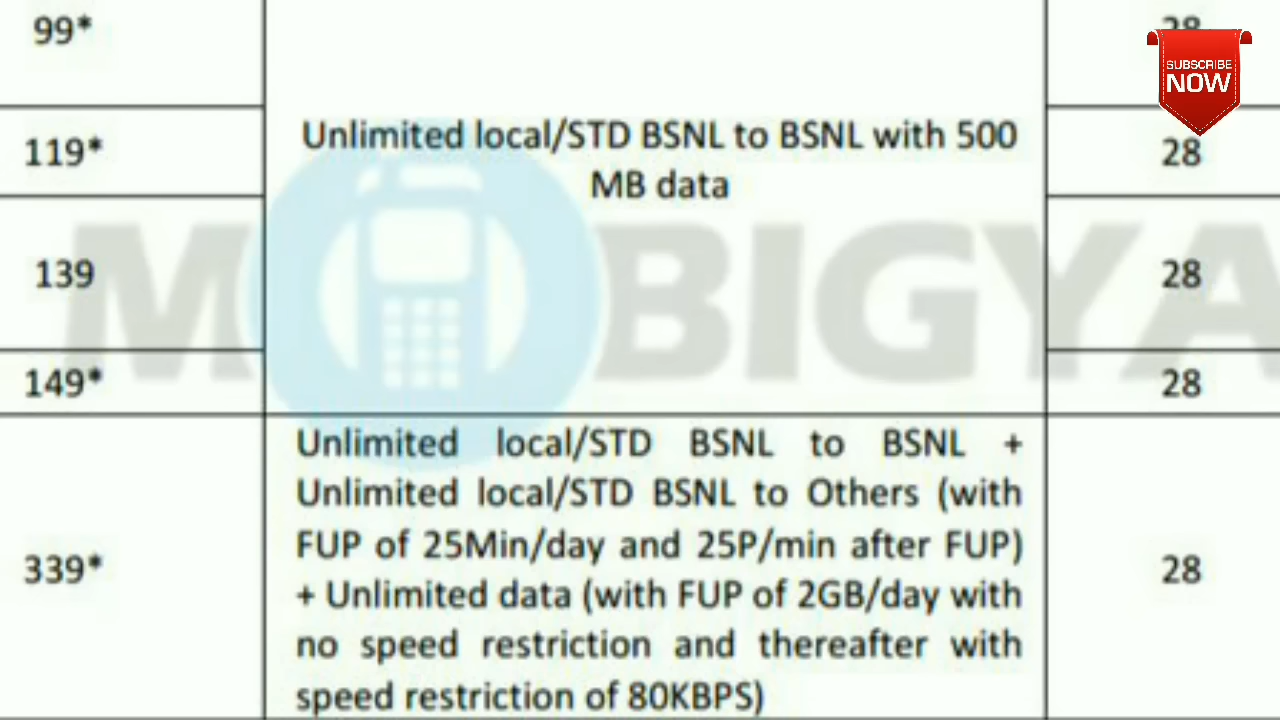 99*
28
SUBSCRIBE
NOW
Unlimited local/STD BSNL to BSNL with 500
MB data
119*
28
139
28
149*
28
MOBIGYA
Unlimited local/STD BSNL to BSNL +
Unlimited local/STD BSNL to Others (with
FUP of 25Min/day and 25P/min after FUP)
+ Unlimited data (with FUP of 2GB/day with
no speed restriction and thereafter with
speed restriction of 80KBPS)
339*
28